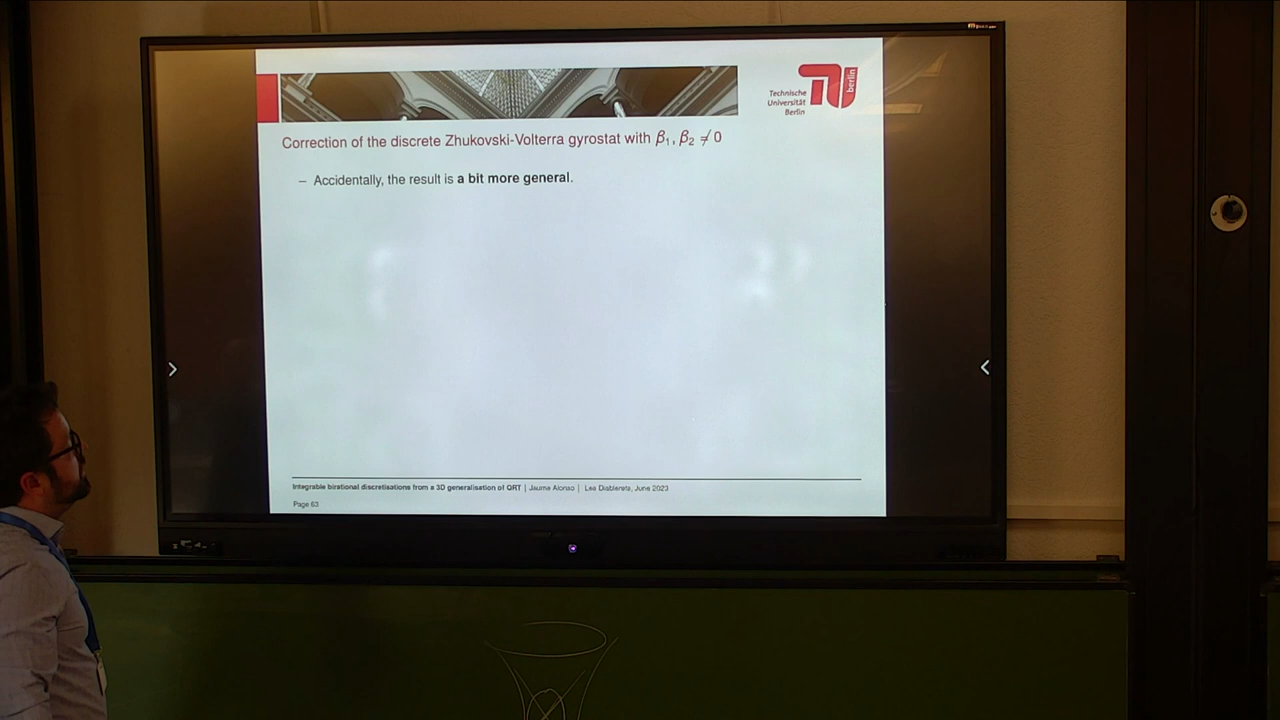 Technische
Universität
Berlin
berlin
Correction of the discrete Zhukovski-Volterra gyrostat with β₁, β₂ ≠ 0
– Accidentally, the result is a bit more general.
Integrable birational discretisations from a 3D generalisation of QRT | Jaume Alonso | Les Diablerets, June 2023
Page 63